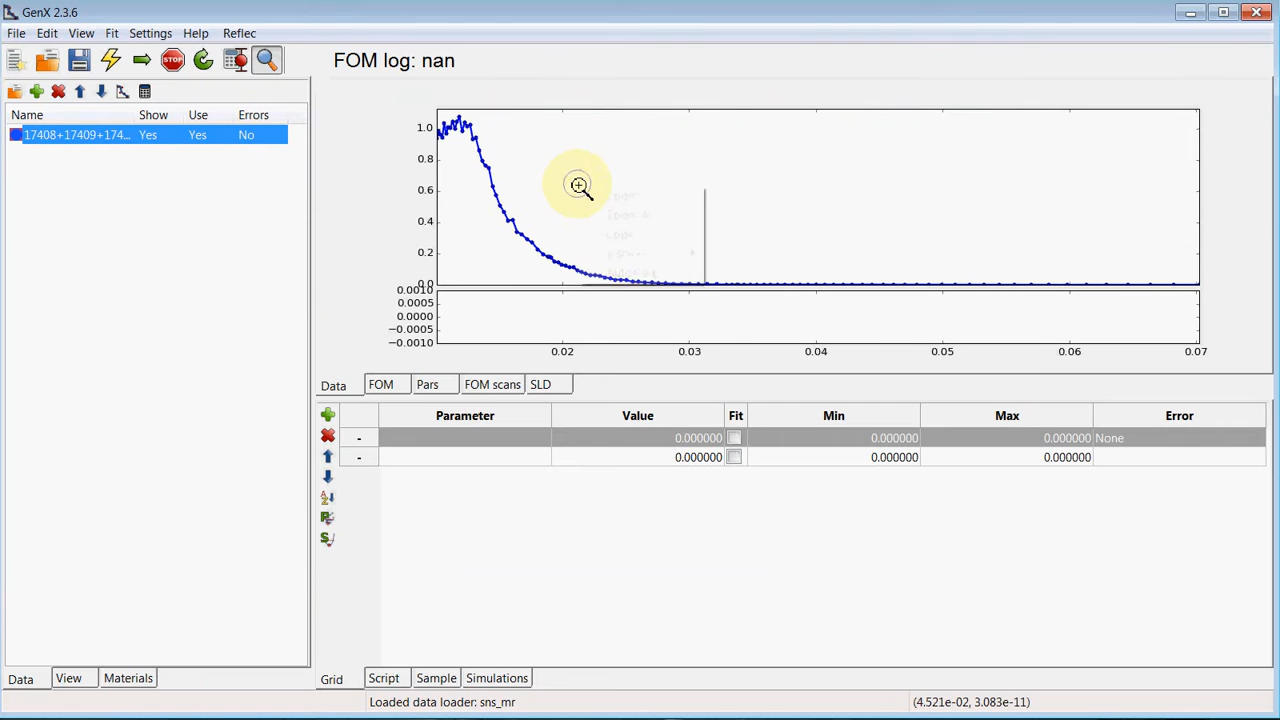 GenX 2.3.6
File Edit View Fit Settings Help Reflec
STOP
FOM log: nan
Name Show Use Errors
17408+17409+174... Yes Yes No
1.0
0.8
0.6
0.4
0.2
0.0
0.0010
0.0005
0.0000
−0.0005
−0.0010
0.02 0.03 0.04 0.05 0.06 0.07
Data FOM Pars FOM scans SLD
Parameter Value Fit Min Max Error
- 0.000000 0.000000 0.000000 None
- 0.000000 0.000000 0.000000
Data View Materials
Grid Script Sample Simulations
Loaded data loader: sns_mr
(4.521e-02, 3.083e-11)